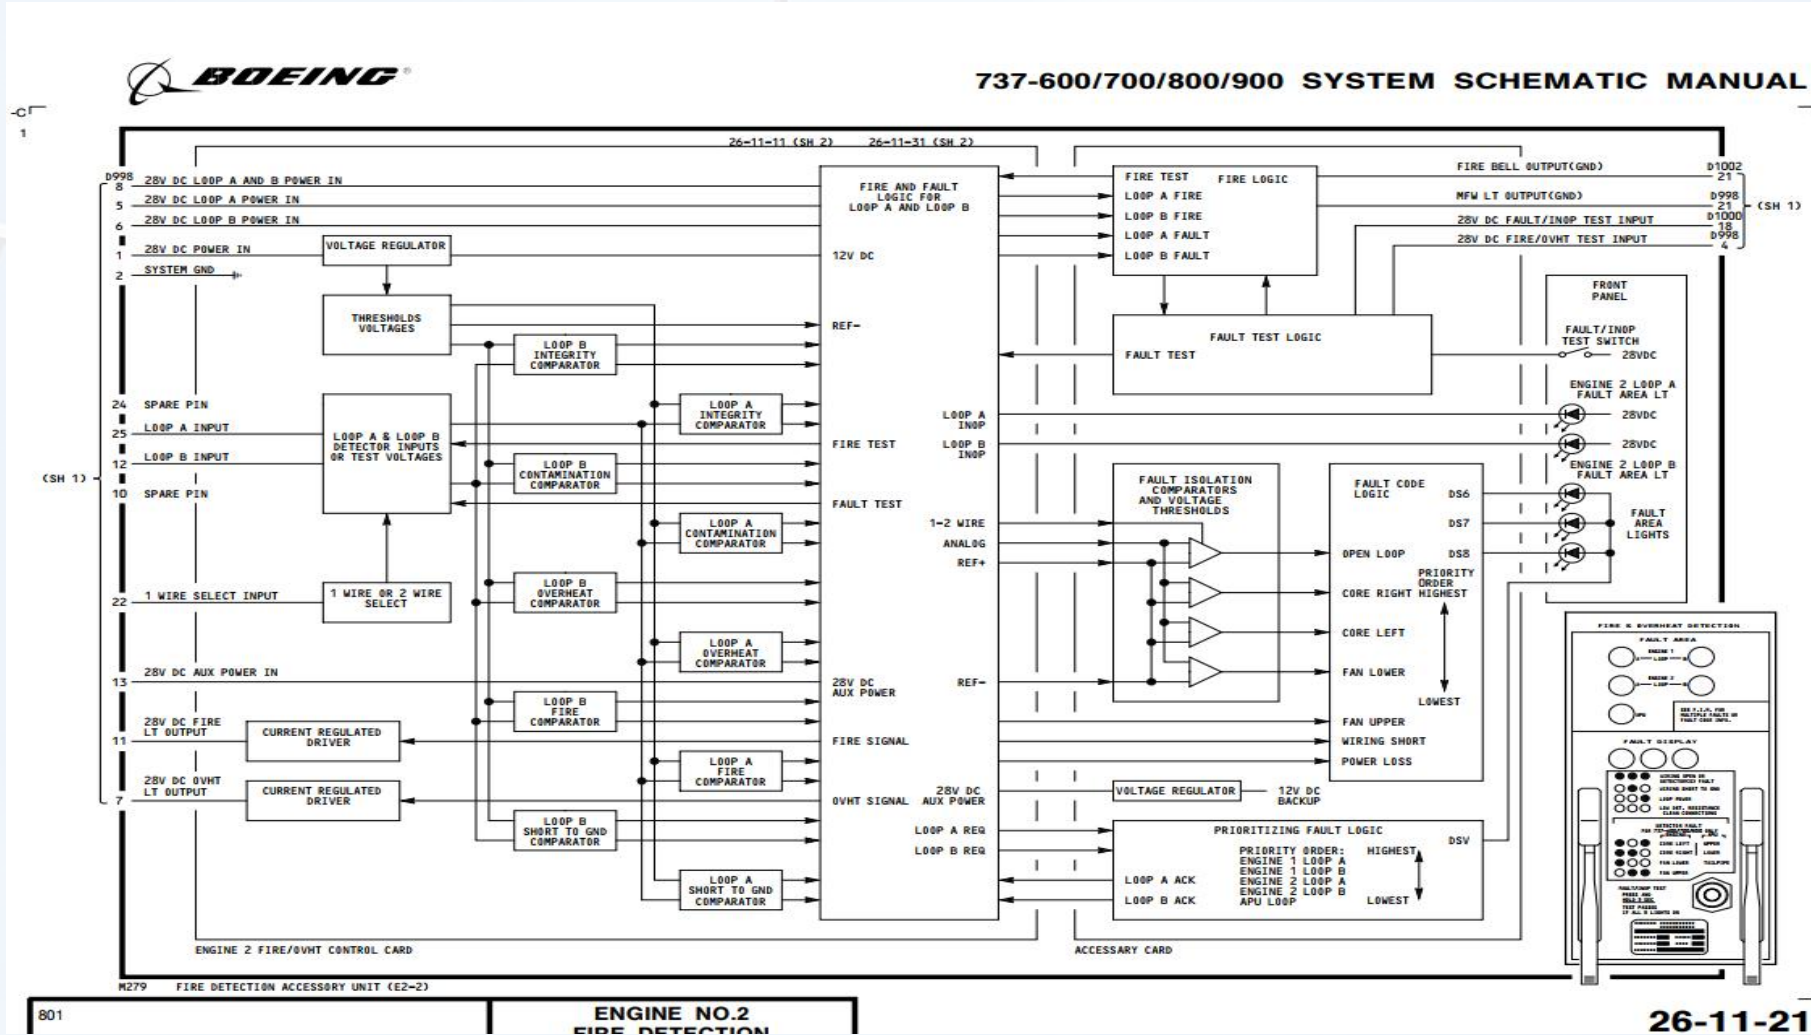 BOEING®
737-600/700/800/900 SYSTEM SCHEMATIC MANUAL
-C
1
26-11-11 (SH 2) 26-11-31 (SH 2)
D998
8 28V DC LOOP A AND B POWER IN
5 28V DC LOOP A POWER IN
6 28V DC LOOP B POWER IN
1 28V DC POWER IN
2 SYSTEM GND
24 SPARE PIN
25 LOOP A INPUT
12 LOOP B INPUT
(SH 1)
10 SPARE PIN
22 1 WIRE SELECT INPUT
13 28V DC AUX POWER IN
28V DC FIRE
11 LT OUTPUT
28V DC OVHT
7 LT OUTPUT
VOLTAGE REGULATOR
THRESHOLDS
VOLTAGES
LOOP A & LOOP B
DETECTOR INPUTS
OR TEST VOLTAGES
1 WIRE OR 2 WIRE
SELECT
CURRENT REGULATED
DRIVER
CURRENT REGULATED
DRIVER
LOOP B
INTEGRITY
COMPARATOR
LOOP A
INTEGRITY
COMPARATOR
LOOP B
CONTAMINATION
COMPARATOR
LOOP A
CONTAMINATION
COMPARATOR
LOOP B
OVERHEAT
COMPARATOR
LOOP A
OVERHEAT
COMPARATOR
LOOP B
FIRE
COMPARATOR
LOOP A
FIRE
COMPARATOR
LOOP B
SHORT TO GND
COMPARATOR
LOOP A
SHORT TO GND
COMPARATOR
FIRE AND FAULT
LOGIC FOR
LOOP A AND LOOP B
12V DC
REF-
FIRE TEST
FAULT TEST
28V DC
AUX POWER
FIRE SIGNAL
OVHT SIGNAL
LOOP A
INOP
LOOP B
INOP
1-2 WIRE
ANALOG
REF+
REF-
28V DC
AUX POWER
LOOP A REQ
LOOP B REQ
ENGINE 2 FIRE/OVHT CONTROL CARD
FIRE TEST FIRE LOGIC
LOOP A FIRE
LOOP B FIRE
LOOP A FAULT
LOOP B FAULT
FAULT TEST LOGIC
FAULT TEST
FAULT ISOLATION
COMPARATORS
AND VOLTAGE
THRESHOLDS
FAULT CODE
LOGIC
DS6
DS7
OPEN LOOP DS8
PRIORITY
ORDER
CORE RIGHT HIGHEST
CORE LEFT
FAN LOWER
LOWEST
FAN UPPER
WIRING SHORT
POWER LOSS
VOLTAGE REGULATOR
12V DC
BACKUP
PRIORITIZING FAULT LOGIC
DSV
PRIORITY ORDER: HIGHEST
ENGINE 1 LOOP A
ENGINE 1 LOOP B
LOOP A ACK ENGINE 2 LOOP A
ENGINE 2 LOOP B
LOOP B ACK APU LOOP LOWEST
ACCESSARY CARD
FIRE BELL OUTPUT(GND) D1002
21
MFW LT OUTPUT(GND) D998
21
(SH 1)
28V DC FAULT/INOP TEST INPUT D1000
18
28V DC FIRE/OVHT TEST INPUT D998
4
FRONT
PANEL
FAULT/INOP
TEST SWITCH
28VDC
ENGINE 2 LOOP A
FAULT AREA LT
28VDC
28VDC
ENGINE 2 LOOP B
FAULT AREA LT
FAULT
AREA
LIGHTS
FIRE & OVERHEAT DETECTION
FAULT AREA
ENGINE 1
A LOOP B
ENGINE 2
A LOOP B
APU
FAULT DISPLAY
M279 FIRE DETECTION ACCESSORY UNIT (E2-2)
801
ENGINE NO.2
FIRE DETECTION
26-11-21